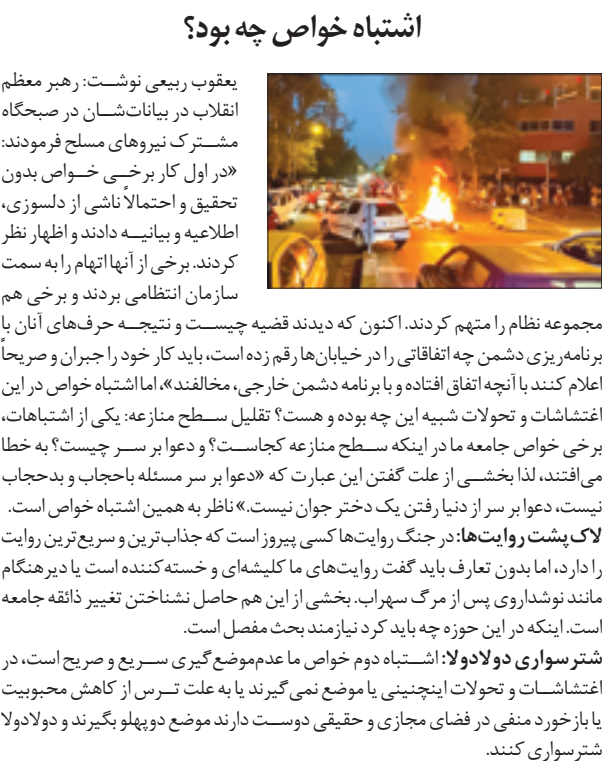 اشتباه خواص چه بود؟
یعقوب ربیعی نوشت: رهبر معظم
انقلاب در بیانات‌شان در صبحگاه
مشترک نیروهای مسلح فرمودند:
«در اول کار برخی خواص بدون
تحقیق و احتمالاً ناشی از دلسوزی،
اطلاعیه و بیانیه دادند و اظهار نظر
کردند. برخی از آنها اتهام را به سمت
سازمان انتظامی بردند و برخی هم
مجموعه نظام را متهم کردند. اکنون که دیدند قضیه چیست و نتیجه حرف‌های آنان با
برنامه‌ریزی دشمن چه اتفاقاتی را در خیابان‌ها رقم زده است، باید کار خود را جبران و صریحاً
اعلام کنند با آنچه اتفاق افتاده و با برنامه دشمن خارجی، مخالفند»، اما اشتباه خواص در این
اغتشاشات و تحولات شبیه این چه بوده و هست؟ تقلیل سطح منازعه: یکی از اشتباهات،
برخی خواص جامعه ما در اینکه سطح منازعه کجاست؟ و دعوا بر سر چیست؟ به خطا
می‌افتند، لذا بخشی از علت گفتن این عبارت که «دعوا بر سر مسئله باحجاب و بدحجاب
نیست، دعوا بر سر از دنیا رفتن یک دختر جوان نیست.» ناظر به همین اشتباه خواص است.
لاک‌پشت روایت‌ها: در جنگ روایت‌ها کسی پیروز است که جذاب‌ترین و سریع‌ترین روایت
را دارد، اما بدون تعارف باید گفت روایت‌های ما کلیشه‌ای و خسته‌کننده است یا دیرهنگام
مانند نوشداروی پس از مرگ سهراب. بخشی از این هم حاصل نشناختن تغییر ذائقه جامعه
است. اینکه در این حوزه چه باید کرد نیازمند بحث مفصل است.
شترسواری دولادولا: اشتباه دوم خواص ما عدم‌موضع‌گیری سریع و صریح است، در
اغتشاشات و تحولات اینچنینی یا موضع نمی‌گیرند یا به علت ترس از کاهش محبوبیت
یا بازخورد منفی در فضای مجازی و حقیقی دوست دارند موضع دوپهلو بگیرند و دولادولا
شترسواری کنند.